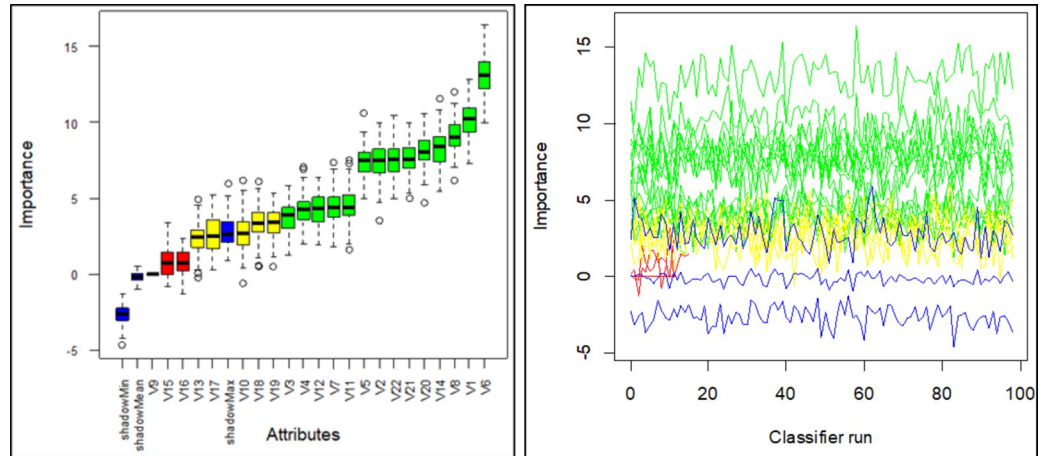 Importance
15
10
5
0
-5
shadowMin
shadowMean
V9
V15
V16
V13
V17
shadowMax
V10
V18
V19
V3
V4
V12
V7
V11
V5
V2
V22
V21
V20
V14
V8
V1
V6
Attributes
Importance
15
10
5
0
-5
0 20 40 60 80 100
Classifier run